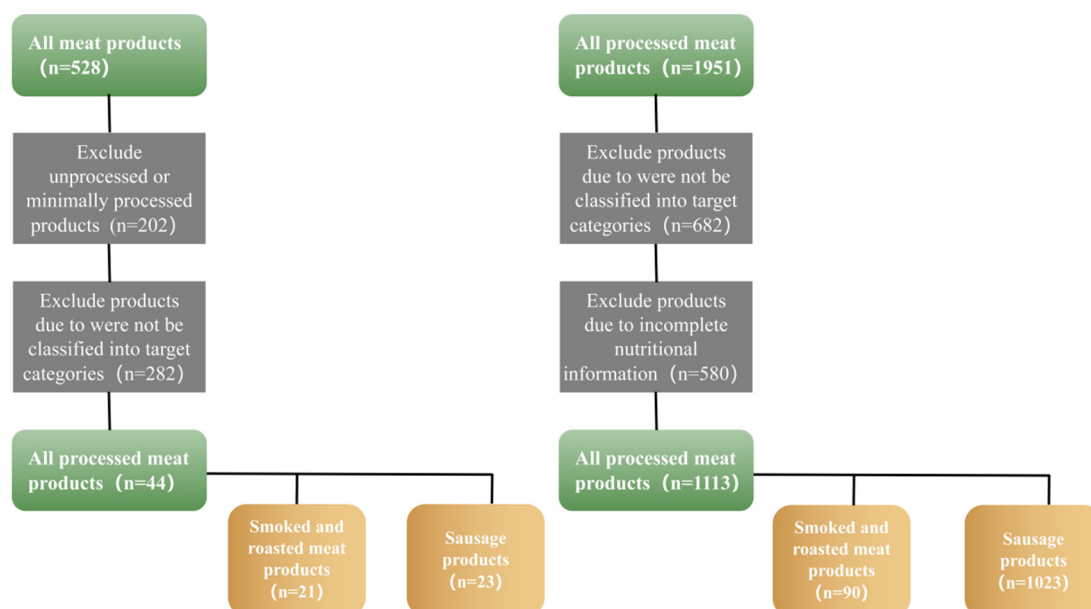 All meat products
(n=528)
Exclude
unprocessed or
minimally processed
products (n=202)
Exclude products
due to were not be
classified into target
categories (n=282)
All processed meat
products (n=44)
Smoked and
roasted meat
products
(n=21)
Sausage
products
(n=23)
All processed meat
products (n=1951)
Exclude products
due to were not be
classified into target
categories (n=682)
Exclude products
due to incomplete
nutritional
information (n=580)
All processed meat
products (n=1113)
Smoked and
roasted meat
products
(n=90)
Sausage
products
(n=1023)